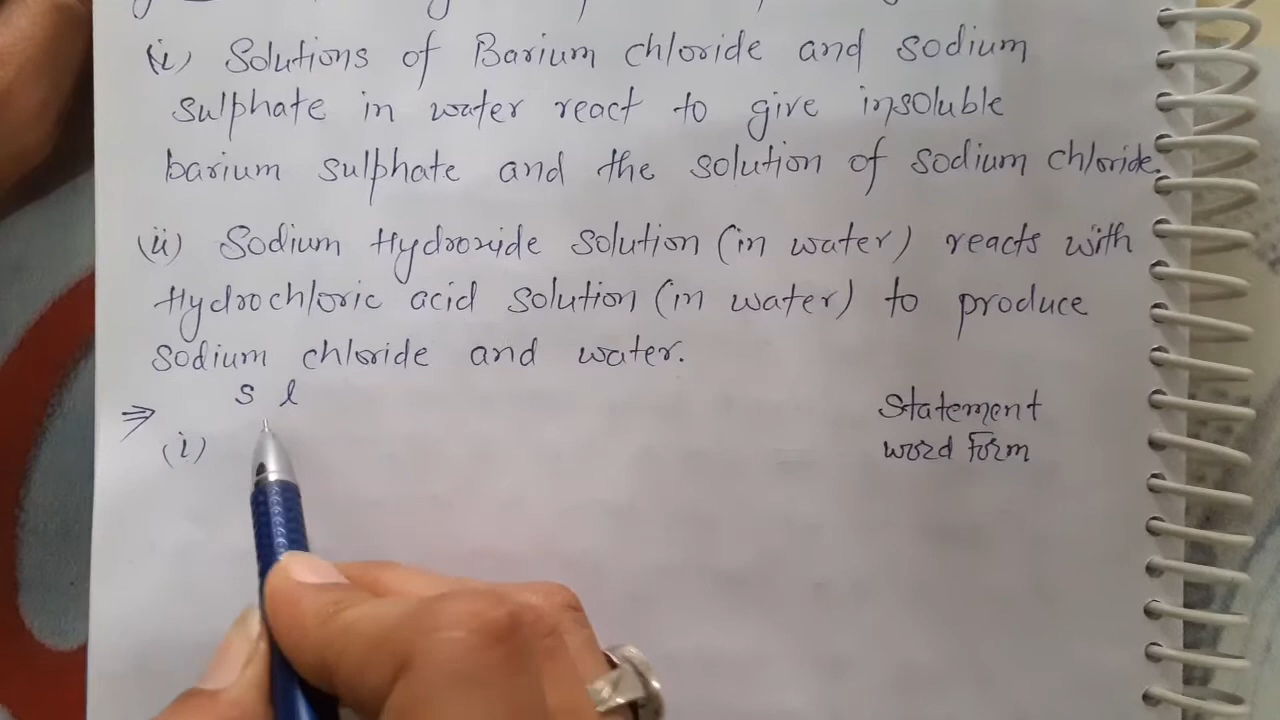 (i) Solutions of Barium chloride and sodium
sulphate in water react to give insoluble
barium sulphate and the solution of sodium chloride.
(ii) Sodium Hydroxide solution (in water) reacts with
Hydrochloric acid solution (in water) to produce
sodium chloride and water.
⇒ s l Statement
(i) word form